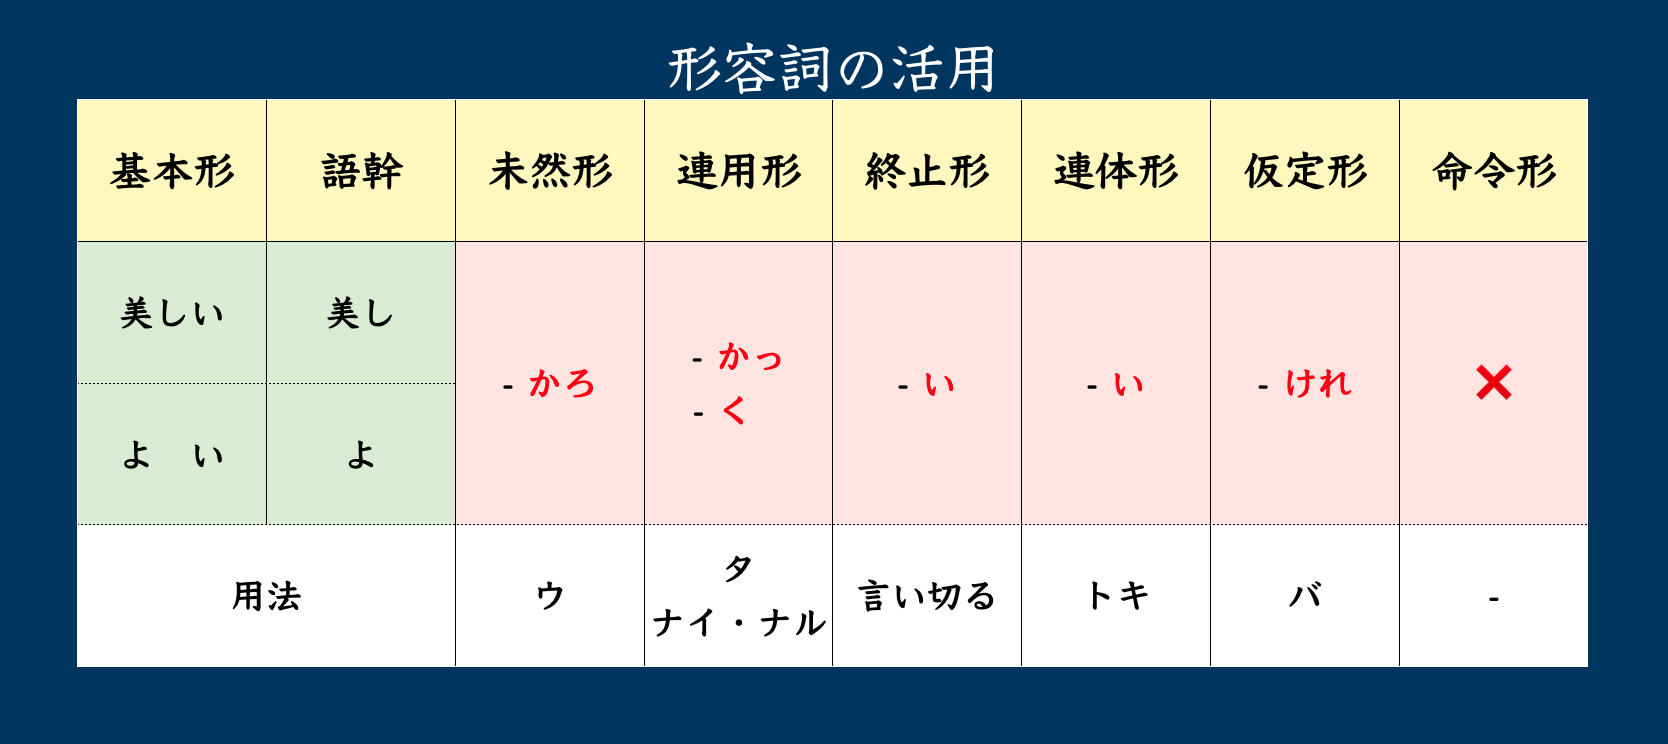 形容詞の活用
基本形 語幹 未然形 連用形 終止形 連体形 仮定形 命令形
美しい 美し
- かろ
- かっ
- く
- い
- い
- けれ
×
よ　い よ
用法 ウ
タ
ナイ・ナル
言い切る トキ バ -